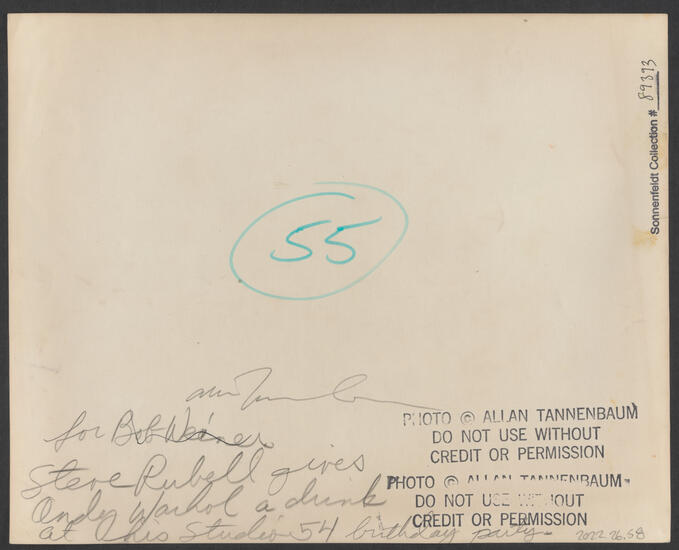 Sonnenfeldt Collection # 89393
55
for Bob Weiner
Steve Rubell gives
Andy Warhol a drink
at his Studio 54 birthday party.
PHOTO © ALLAN TANNENBAUM
DO NOT USE WITHOUT
CREDIT OR PERMISSION
PHOTO © ALLAN TANNENBAUM
DO NOT USE WITHOUT
CREDIT OR PERMISSION
2022.26.58